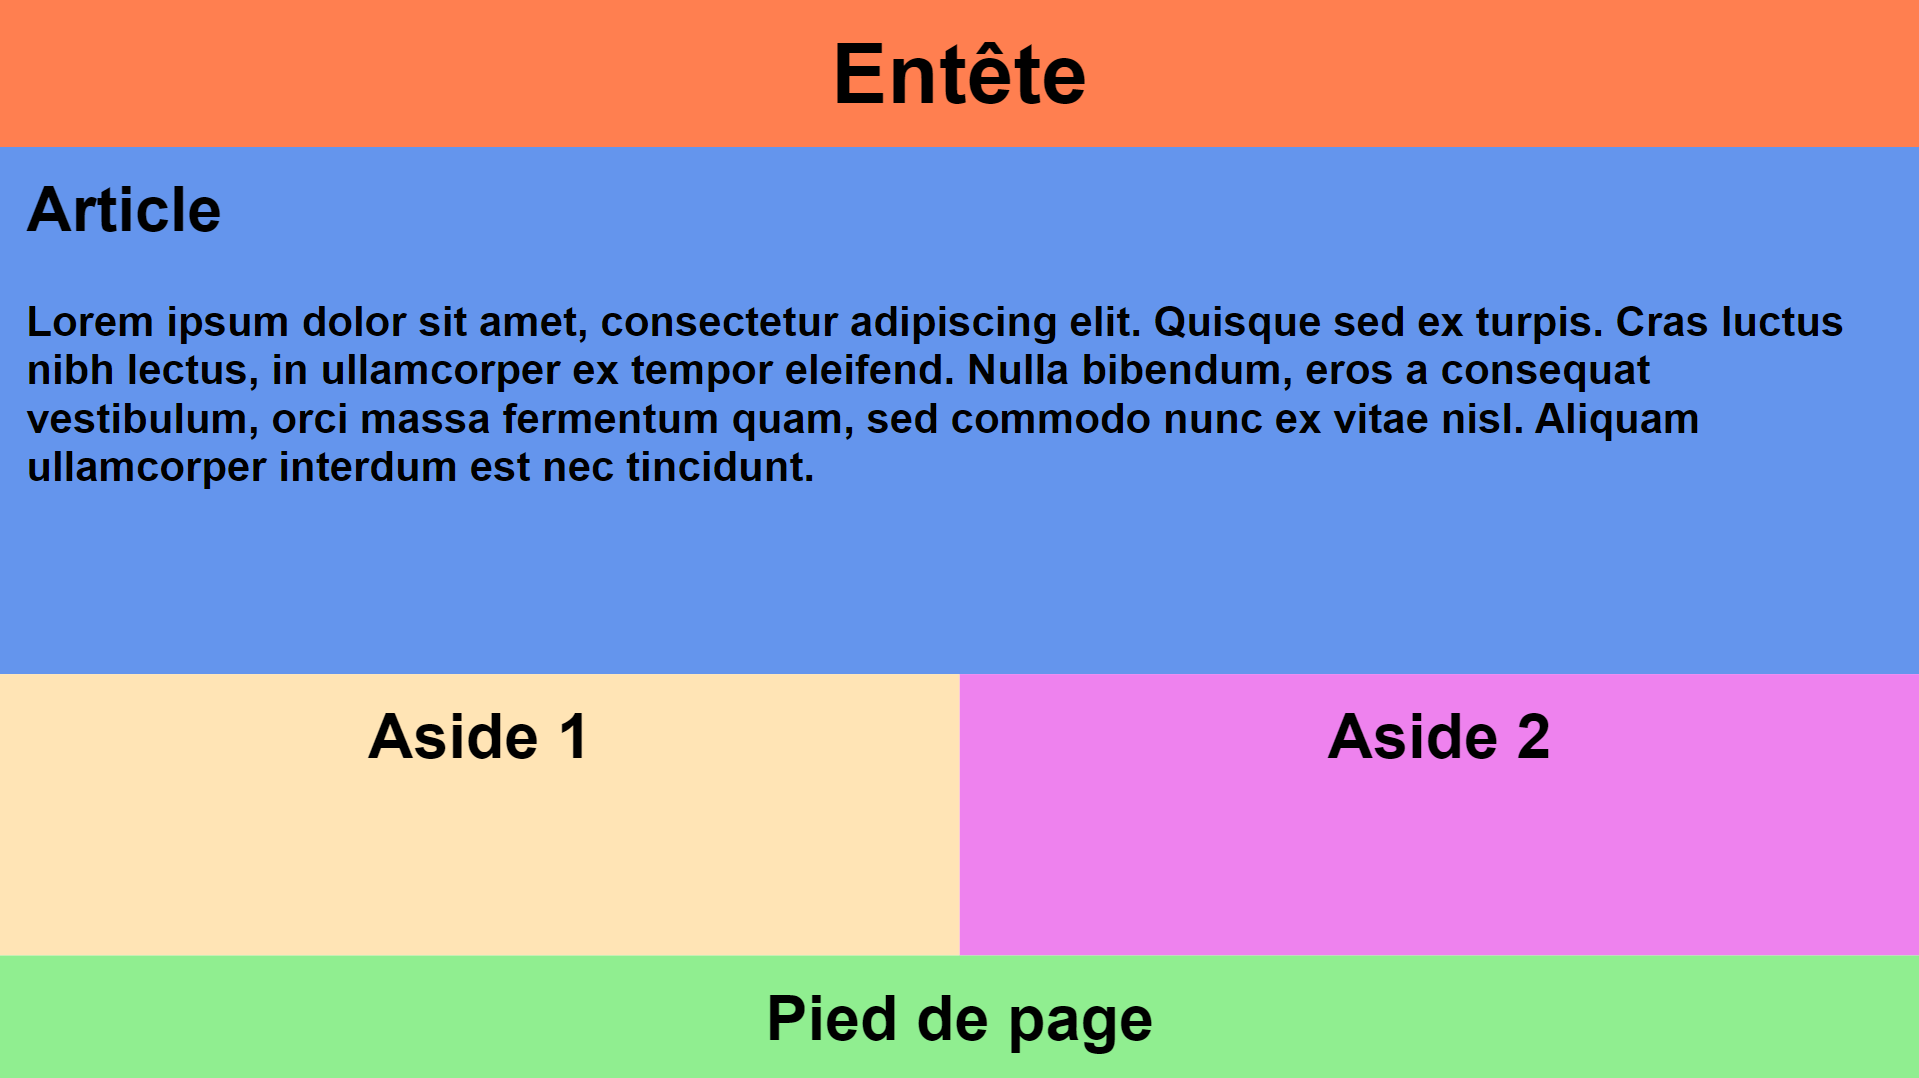 Entête
Article
Lorem ipsum dolor sit amet, consectetur adipiscing elit. Quisque sed ex turpis. Cras luctus
nibh lectus, in ullamcorper ex tempor eleifend. Nulla bibendum, eros a consequat
vestibulum, orci massa fermentum quam, sed commodo nunc ex vitae nisl. Aliquam
ullamcorper interdum est nec tincidunt.
Aside 1
Aside 2
Pied de page